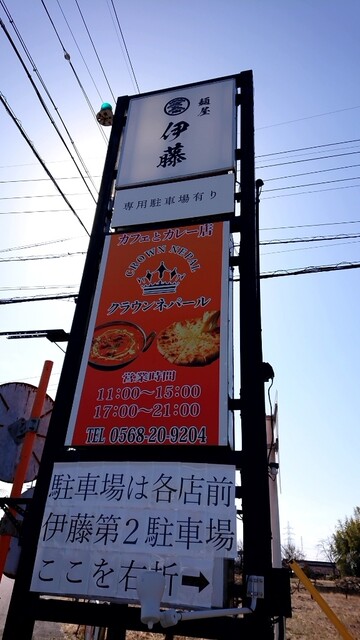 麺屋
伊藤
専用駐車場有り
カフェとカレー店
CROWN NEPAL
クラウンネパール
営業時間
11:00〜15:00
17:00〜21:00
TEL 0568-20-9204
駐車場は各店前
伊藤第2駐車場
ここを右折→